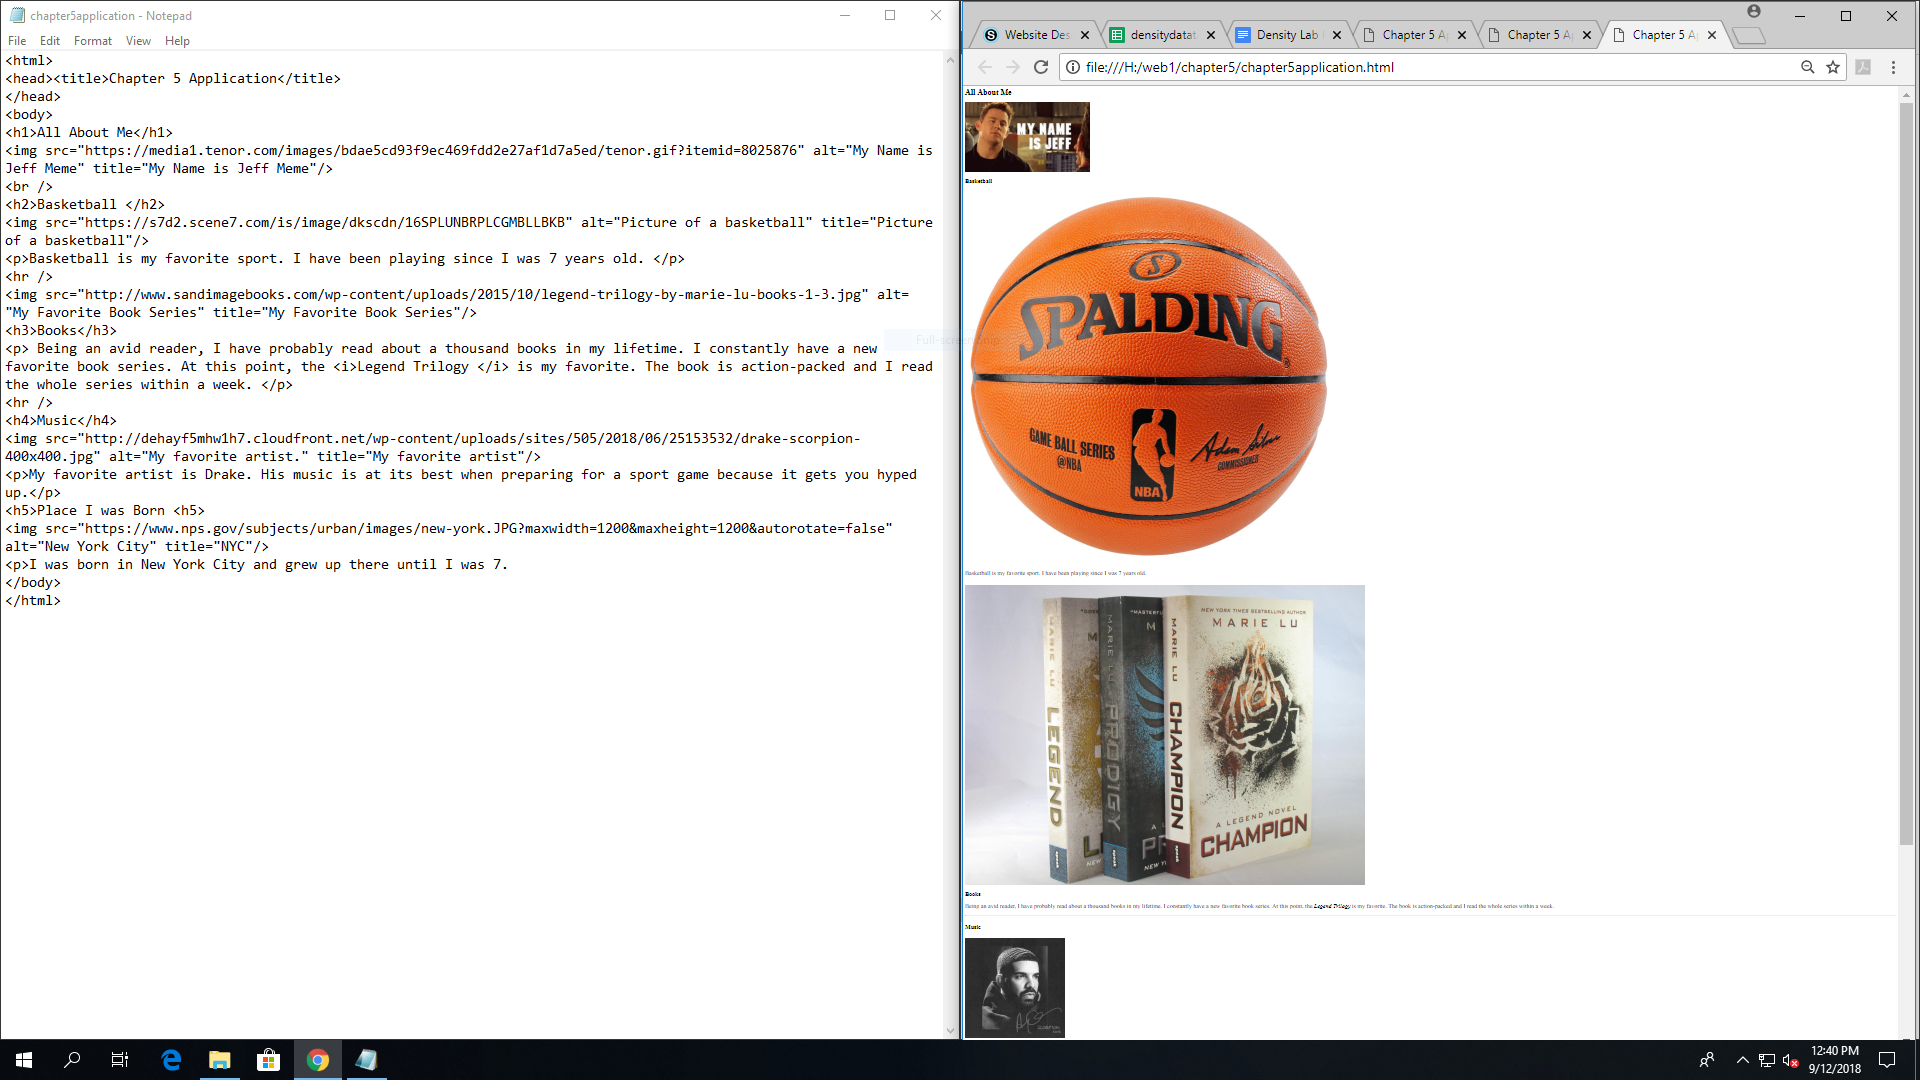 chapter5application - Notepad
File Edit Format View Help
<html>
<head><title>Chapter 5 Application</title>
</head>
<body>
<h1>All About Me</h1>
<img src="https://media1.tenor.com/images/bdae5cd93f9ec469fdd2e27af1d7a5ed/tenor.gif?itemid=8025876" alt="My Name is
Jeff Meme" title="My Name is Jeff Meme"/>
<br />
<h2>Basketball </h2>
<img src="https://s7d2.scene7.com/is/image/dkscdn/16SPLUNBRPLCGMBLLBKB" alt="Picture of a basketball" title="Picture
of a basketball"/>
<p>Basketball is my favorite sport. I have been playing since I was 7 years old. </p>
<hr />
<img src="http://www.sandimagebooks.com/wp-content/uploads/2015/10/legend-trilogy-by-marie-lu-books-1-3.jpg" alt=
"My Favorite Book Series" title="My Favorite Book Series"/>
<h3>Books</h3>
<p> Being an avid reader, I have probably read about a thousand books in my lifetime. I constantly have a new
favorite book series. At this point, the <i>Legend Trilogy </i> is my favorite. The book is action-packed and I read
the whole series within a week. </p>
<hr />
<h4>Music</h4>
<img src="http://dehayf5mhw1h7.cloudfront.net/wp-content/uploads/sites/505/2018/06/25153532/drake-scorpion-
400x400.jpg" alt="My favorite artist." title="My favorite artist"/>
<p>My favorite artist is Drake. His music is at its best when preparing for a sport game because it gets you hyped
up.</p>
<h5>Place I was Born <h5>
<img src="https://www.nps.gov/subjects/urban/images/new-york.JPG?maxwidth=1200&maxheight=1200&autorotate=false"
alt="New York City" title="NYC"/>
<p>I was born in New York City and grew up there until I was 7.
</body>
</html>
Website Des
densitydatat
Density Lab
Chapter 5 A
Chapter 5 A
Chapter 5 A
file:///H:/web1/chapter5/chapter5application.html
All About Me
MY NAME
IS JEFF
Basketball
S
SPALDING
GAME BALL SERIES
@NBA
NBA
COMMISSIONER
Basketball is my favorite sport. I have been playing since I was 7 years old.
MARIE LU
LEGEND
MARIE LU
PRODIGY
MARIE LU
CHAMPION
NEW YORK TIMES BESTSELLING AUTHOR
MARIE LU
A LEGEND NOVEL
CHAMPION
Books
Being an avid reader, I have probably read about a thousand books in my lifetime. I constantly have a new favorite book series. At this point, the Legend Trilogy is my favorite. The book is action-packed and I read the whole series within a week.
Music
12:40 PM
9/12/2018